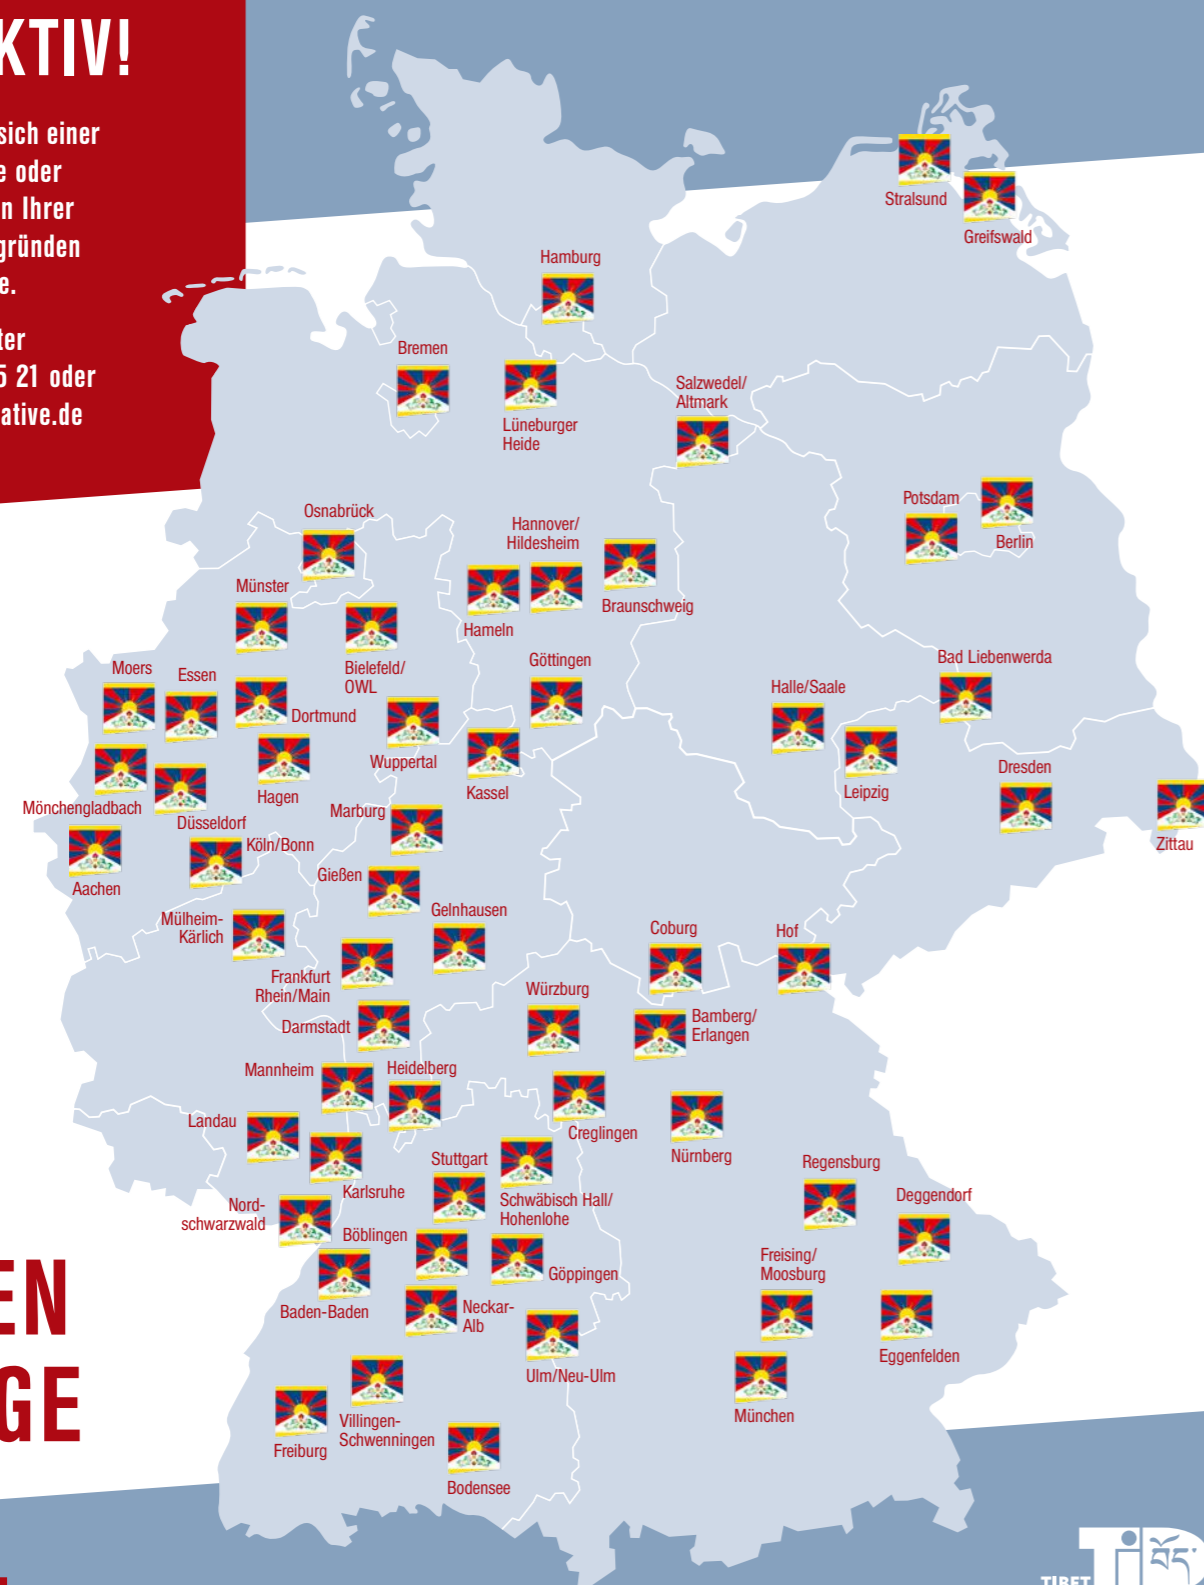 KTIV!
sich einer
e oder
n Ihrer
gründen
e.
ter
5 21 oder
ative.de
Stralsund
Greifswald
Hamburg
Bremen
Lüneburger
Heide
Salzwedel/
Altmark
Potsdam
Berlin
Osnabrück
Hannover/
Hildesheim
Braunschweig
Münster
Hameln
Bielefeld/
OWL
Göttingen
Bad Liebenwerda
Moers
Essen
Dortmund
Halle/Saale
Wuppertal
Kassel
Leipzig
Dresden
Zittau
Hagen
Mönchengladbach
Düsseldorf
Marburg
Köln/Bonn
Aachen
Gießen
Gelnhausen
Mülheim-
Kärlich
Coburg
Hof
Frankfurt
Rhein/Main
Würzburg
Darmstadt
Bamberg/
Erlangen
Mannheim
Heidelberg
Landau
Creglingen
Nürnberg
Stuttgart
Karlsruhe
Schwäbisch Hall/
Hohenlohe
Regensburg
Deggendorf
Nord-
schwarzwald
Böblingen
Göppingen
Freising/
Moosburg
Baden-Baden
Neckar-
Alb
Eggenfelden
Ulm/Neu-Ulm
München
Villingen-
Schwenningen
Freiburg
Bodensee
EN
GE
TIBET
TiD
བོད་